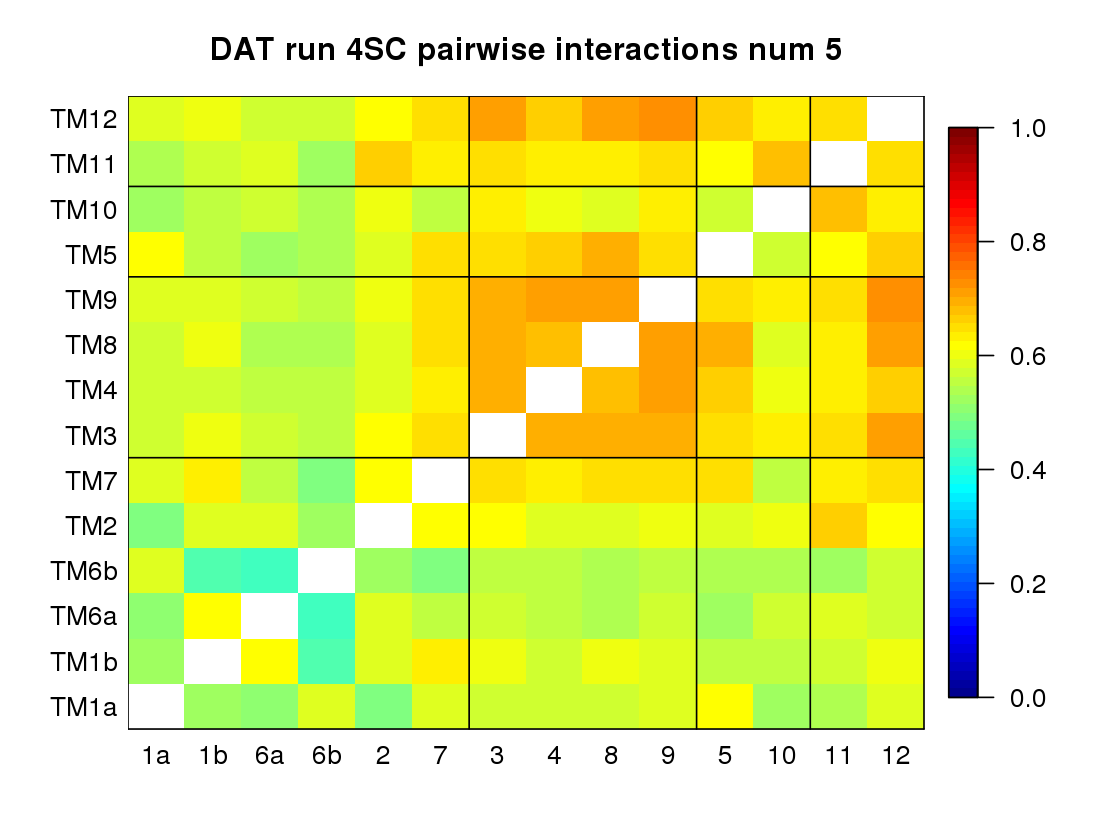 DAT run 4SC pairwise interactions num 5
TM12
TM11
TM10
TM5
TM9
TM8
TM4
TM3
TM7
TM2
TM6b
TM6a
TM1b
TM1a
1a 1b 6a 6b 2 7 3 4 8 9 5 10 11 12
1.0
0.8
0.6
0.4
0.2
0.0